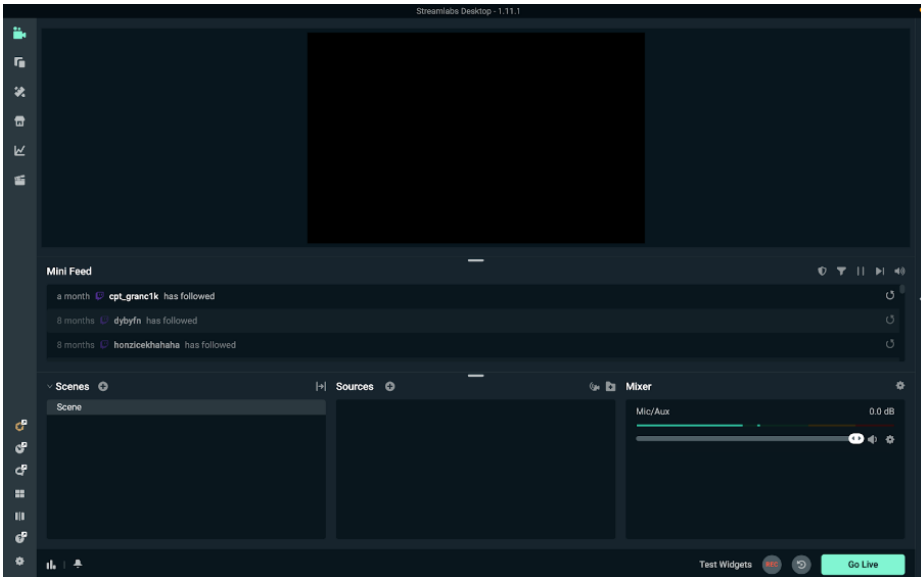 Streamlabs Desktop - 1.11.1
Mini Feed
a month cpt_granc1k has followed
8 months dybyfn has followed
8 months honzicekhahaha has followed
Scenes
Sources
Mixer
Scene
Mic/Aux 0.0 dB
Test Widgets REC Go Live